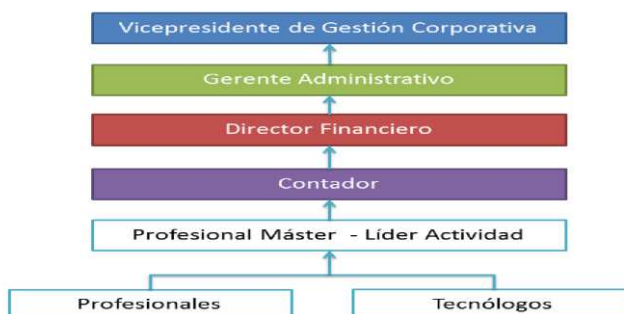 Vicepresidente de Gestión Corporativa
Gerente Administrativo
Director Financiero
Contador
Profesional Máster - Líder Actividad
Profesionales
Tecnólogos